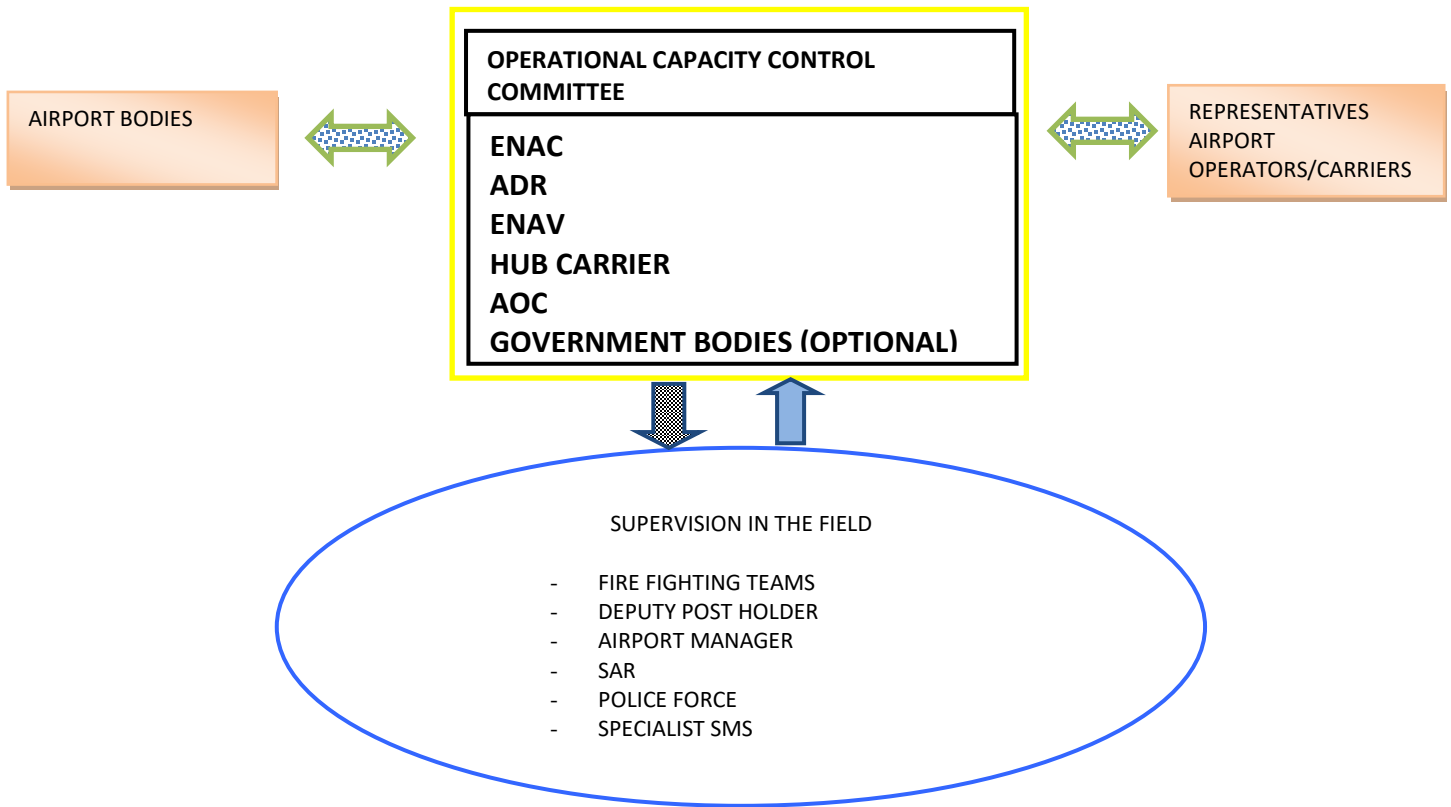 OPERATIONAL CAPACITY CONTROL
COMMITTEE
AIRPORT BODIES
REPRESENTATIVES
AIRPORT
OPERATORS/CARRIERS
ENAC
ADR
ENAV
HUB CARRIER
AOC
GOVERNMENT BODIES (OPTIONAL)
SUPERVISION IN THE FIELD
- FIRE FIGHTING TEAMS
- DEPUTY POST HOLDER
- AIRPORT MANAGER
- SAR
- POLICE FORCE
- SPECIALIST SMS